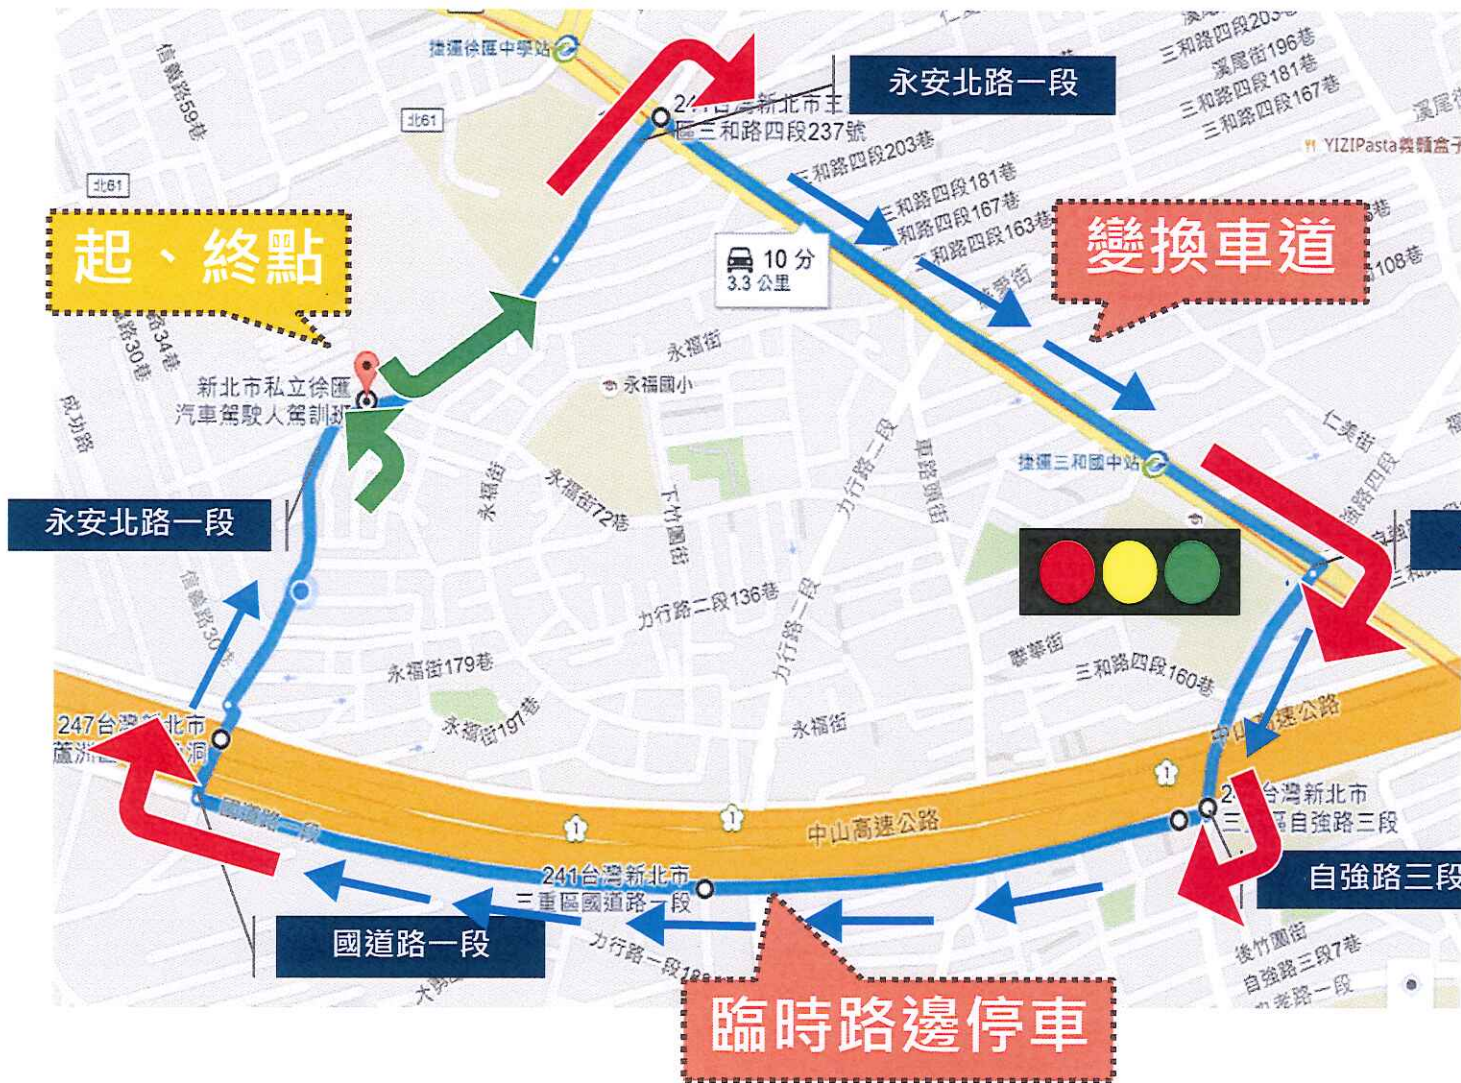 捷運徐匯中學站
永安北路一段
三和路四段203巷
溪尾街196巷
三和路四段181巷
三和路四段167巷
信義路59巷
北61
區三和路四段237號
YIZIPasta義麵盒子
北61
三和路四段203巷
三和路四段181巷
三和路四段167巷
三和路四段163巷
起、終點
變換車道
10 分
3.3 公里
108巷
路34巷
路30巷
永福街
永福國小
新北市私立徐匯
汽車駕駛人駕訓班
成功路
仁美街
捷運三和國中站
力行路二段
車路頭街
永福街
永福街72巷
下竹圍街
永安北路一段
信義路30巷
力行路二段136巷
力行路二段
永福街179巷
聯華街
三和路四段160巷
永福街197巷
永福街
247台灣新北市
中山高速公路
1
1
1
中山高速公路
國道路一段
台灣新北市
自強路三段
241台灣新北市
三重區國道路一段
自強路三段
國道路一段
後竹圍街
自強路三段7巷
臨時路邊停車